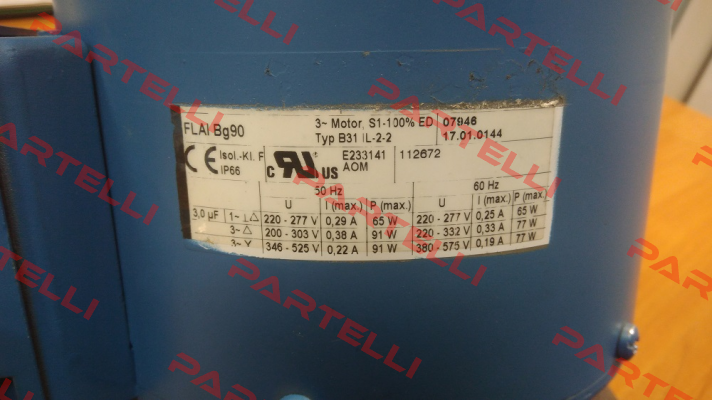 FLAI Bg90 3~ Motor, S1-100% ED 07946
Typ B31 IL-2-2 17.01.0144
CE Isol.-Kl. F IP66 c RU US E233141 AOM 112672
50 Hz 60 Hz
U I (max.) P (max.) U I (max.) P (max.)
3,0 µF 1~ ⊥ △ 220 - 277 V 0,29 A 65 W 220 - 277 V 0,25 A 65 W
3~ △ 200 - 303 V 0,38 A 91 W 220 - 332 V 0,33 A 77 W
3~ Y 346 - 525 V 0,22 A 91 W 380 - 575 V 0,19 A 77 W
PARTELLI
PARTELLI
PARTELLI
PARTELLI
PARTELLI
PARTELLI